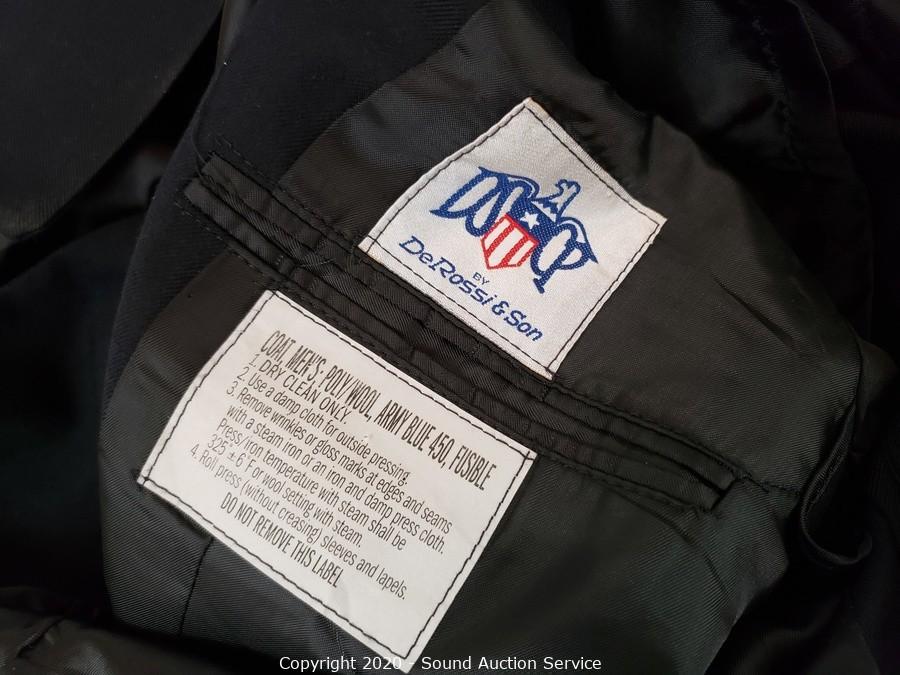 DSCP
BY
DeRossi & Son
COAT, MEN'S; POLY/WOOL, ARMY BLUE 450, FUSIBLE
1. DRY CLEAN ONLY.
2. Use a damp cloth for outside pressing.
3. Remove wrinkles or gloss marks at edges and seams
with a steam iron or an iron and damp press cloth.
Press/iron temperature with steam shall be
325 ± 6° F or wool setting with steam.
4. Roll press (without creasing) sleeves and lapels.
DO NOT REMOVE THIS LABEL
Copyright 2020 - Sound Auction Service